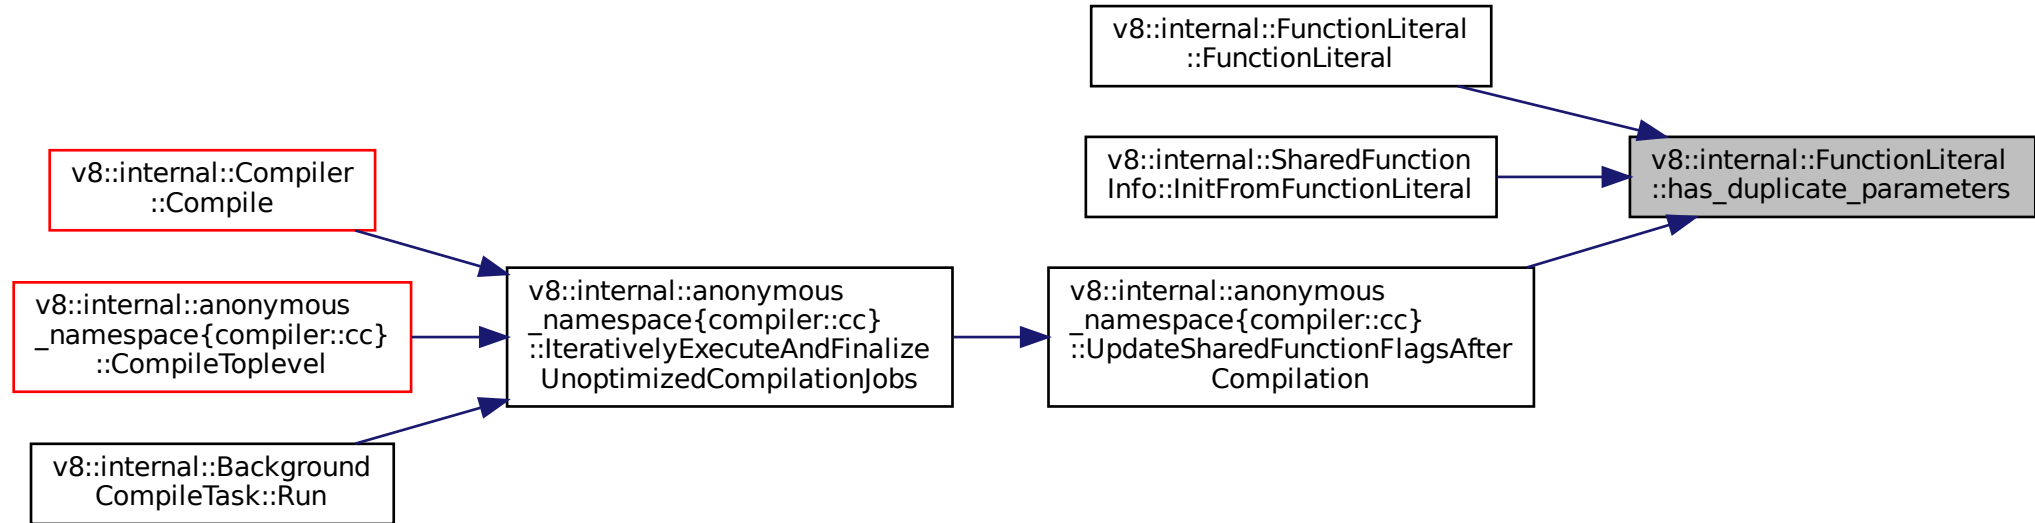 v8::internal::FunctionLiteral
::FunctionLiteral
v8::internal::Compiler
::Compile
v8::internal::SharedFunction
Info::InitFromFunctionLiteral
v8::internal::FunctionLiteral
::has_duplicate_parameters
v8::internal::anonymous
_namespace{compiler::cc}
::CompileToplevel
v8::internal::anonymous
_namespace{compiler::cc}
::IterativelyExecuteAndFinalize
UnoptimizedCompilationJobs
v8::internal::anonymous
_namespace{compiler::cc}
::UpdateSharedFunctionFlagsAfter
Compilation
v8::internal::Background
CompileTask::Run